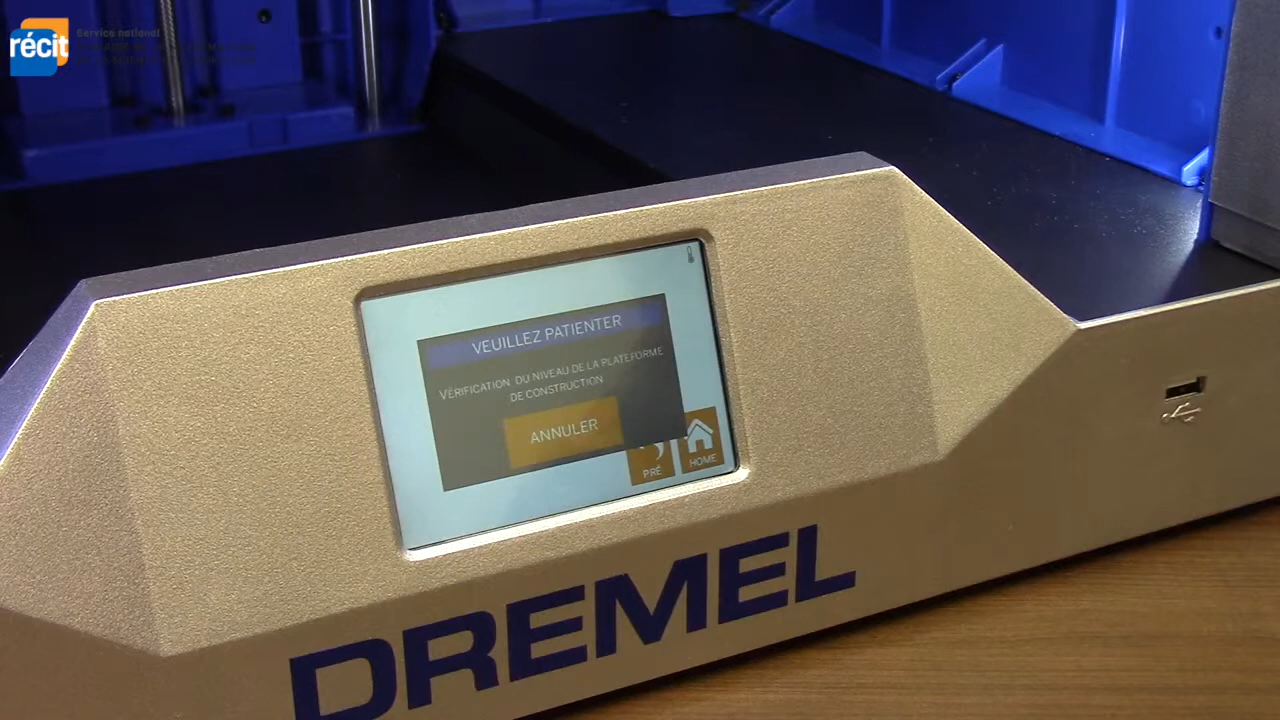 récit
Service national
VEUILLEZ PATIENTER
VÉRIFICATION DU NIVEAU DE LA PLATEFORME
DE CONSTRUCTION
ANNULER
PRÉ
HOME
DREMEL